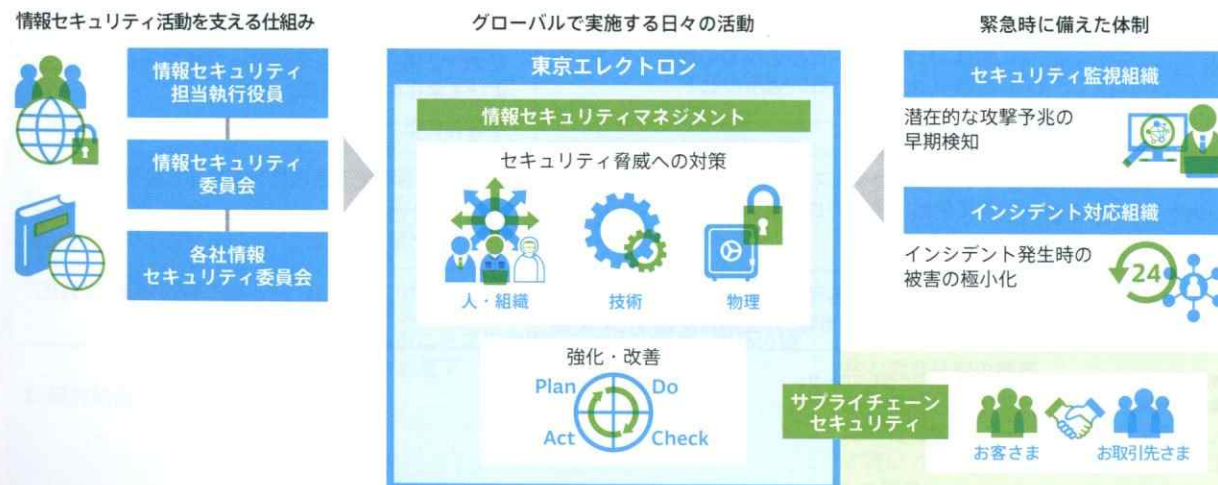 情報セキュリティ活動を支える仕組み
情報セキュリティ
担当執行役員
情報セキュリティ
委員会
各社情報
セキュリティ委員会
グローバルで実施する日々の活動
東京エレクトロン
情報セキュリティマネジメント
セキュリティ脅威への対策
人・組織
技術
物理
強化・改善
Plan
Do
Act
Check
緊急時に備えた体制
セキュリティ監視組織
潜在的な攻撃予兆の
早期検知
インシデント対応組織
インシデント発生時の
被害の極小化
24
サプライチェーン
セキュリティ
お客さま
お取引先さま